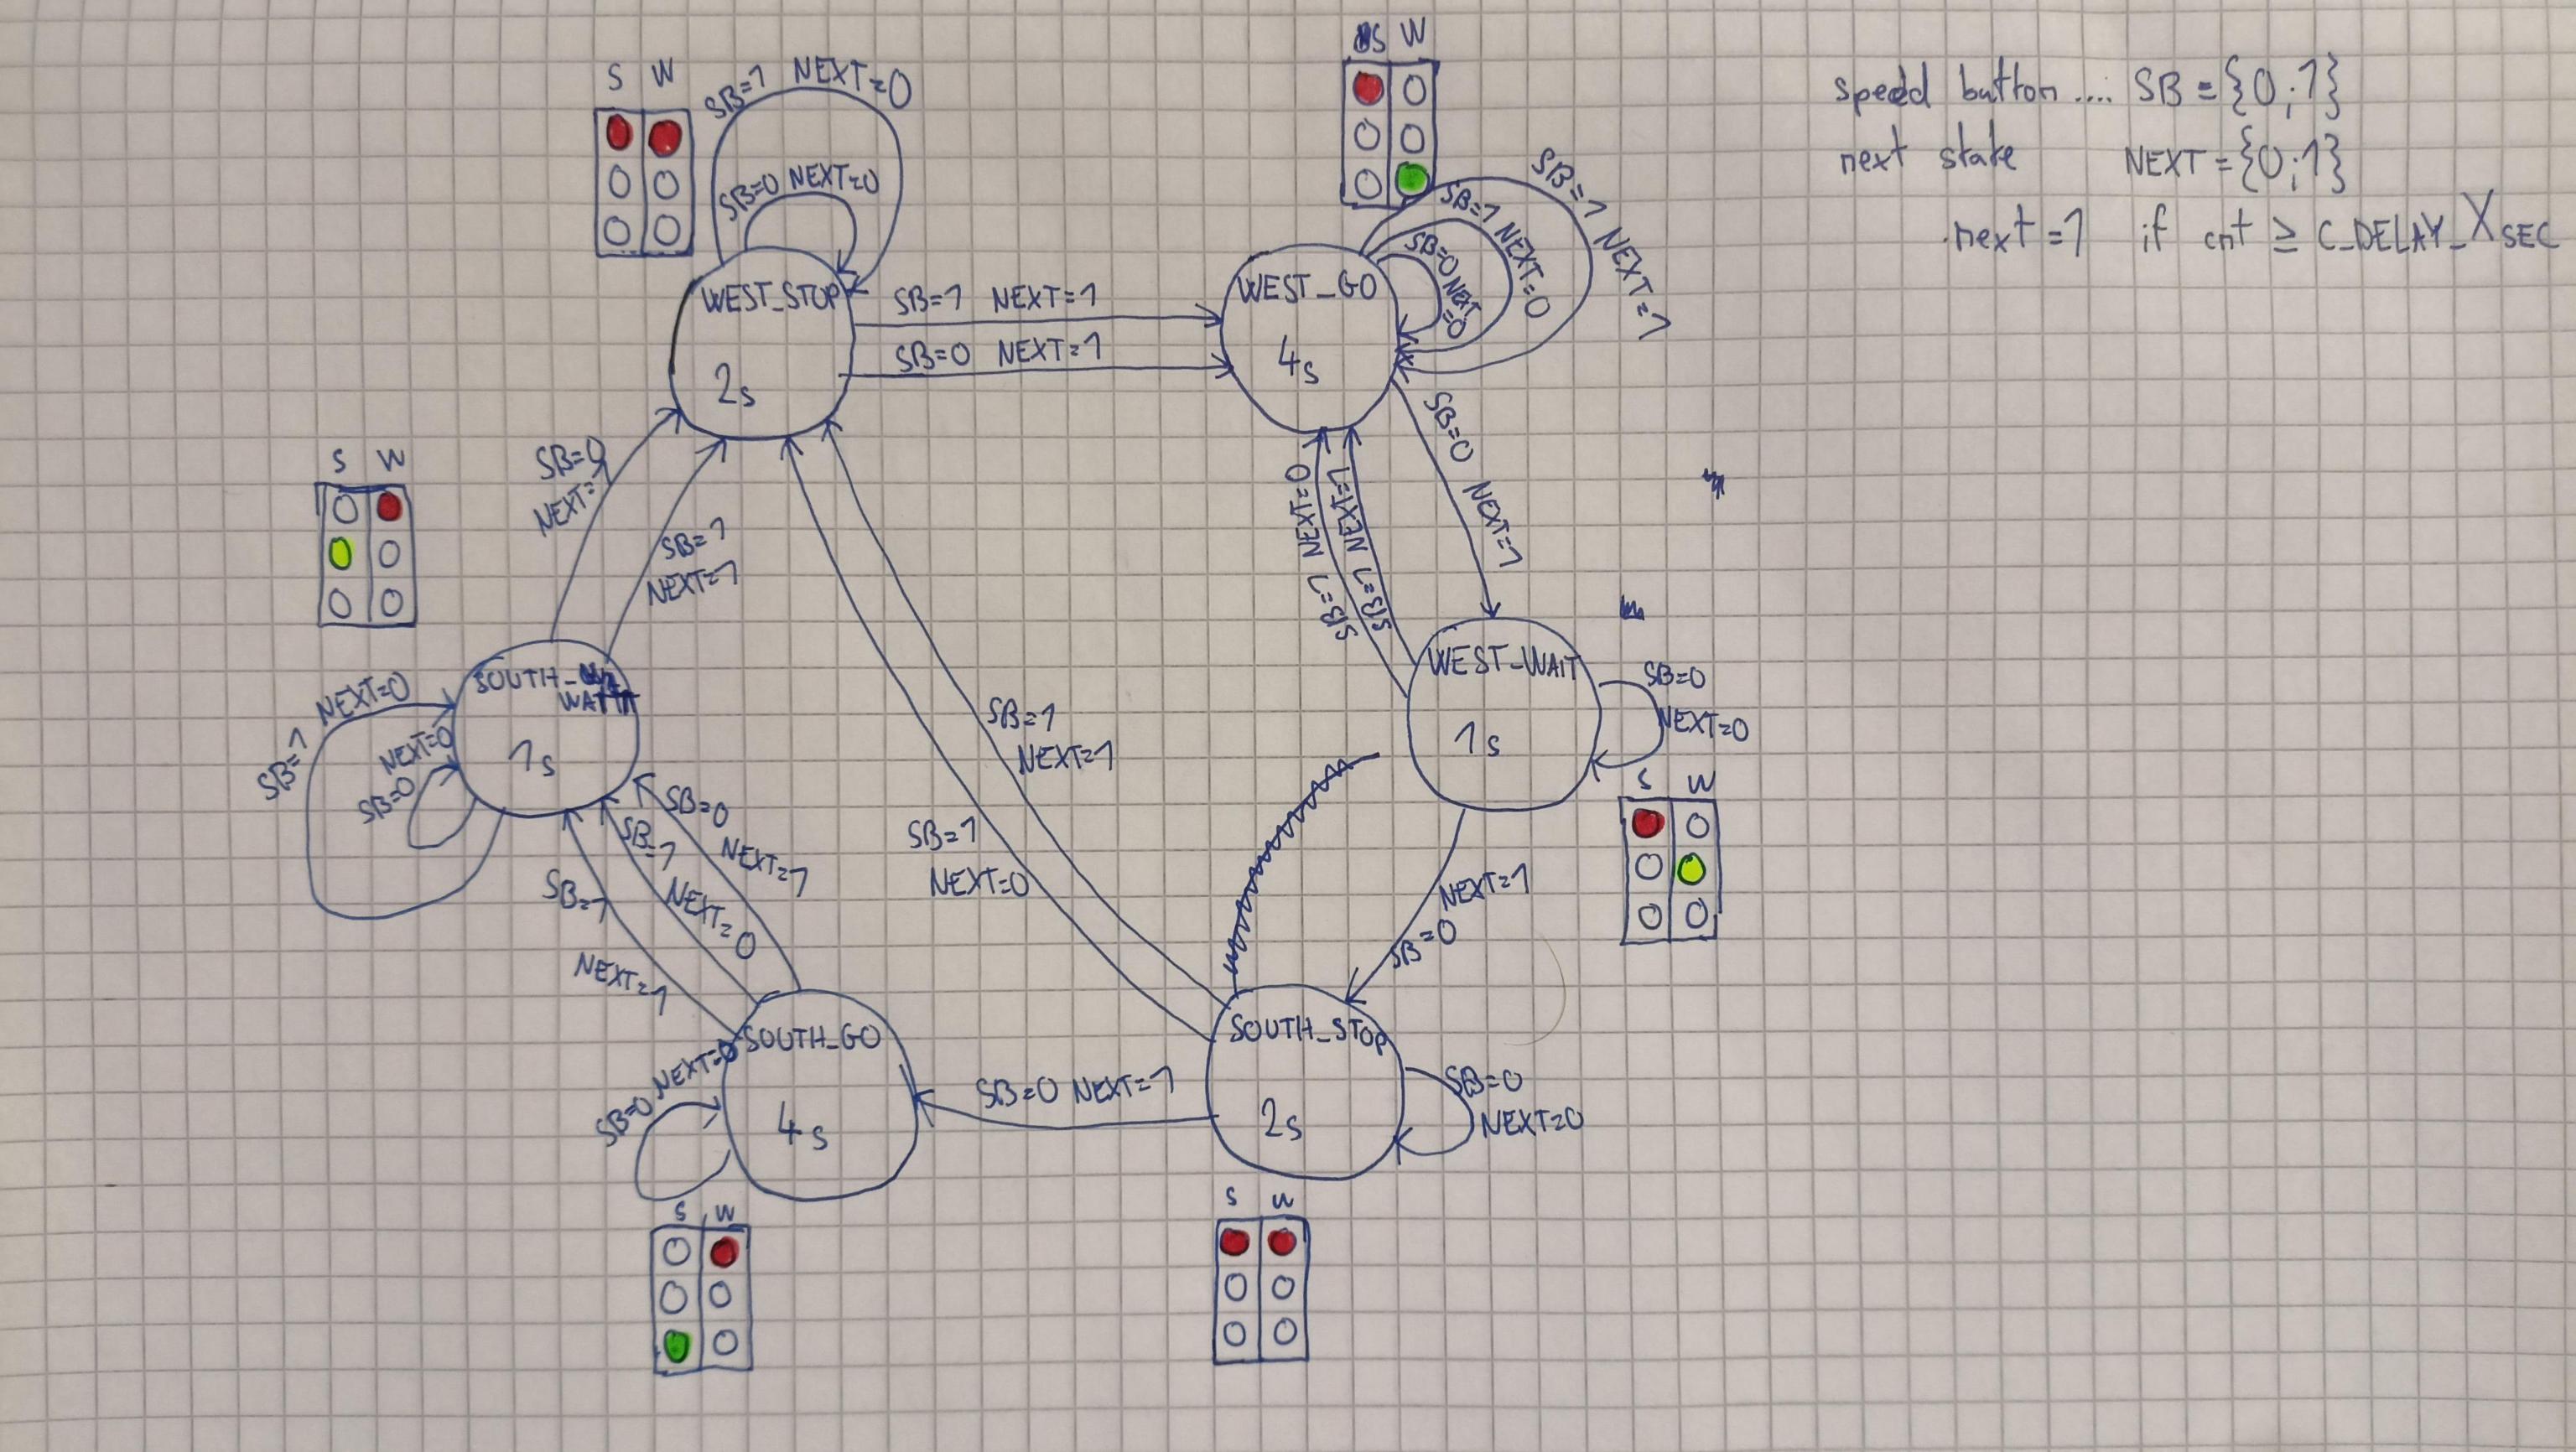 S W
SB=1 NEXT=0
SB=0 NEXT=0
WEST_STOP
2s
SB=1 NEXT=1
SB=0 NEXT=1
S W
SB=1 NEXT=1
SB=1 NEXT=0
SB=0 NEXT
=0
WEST_GO
4s
speed button .... SB = {0;1}
next state NEXT = {0;1}
next = 1 if cnt ≥ C_DELAY_XSEC
S W
SB=0
NEXT=1
SB=1
NEXT=1
SB=1 NEXT=0
SB=1 NEXT=1
SB=0 NEXT=1
SOUTH_
WAIT
1s
SB=1 NEXT=0
NEXT=0
SB=0
WEST-WAIT
1s
SB=0
NEXT=0
S W
SB=1
NEXT=1
SB=1
NEXT=0
SB=0
NEXT=1
SB=1
NEXT=0
SB=1
NEXT=1
NEXT=1
SB=0
SOUTH_GO
4s
SB=0 NEXT=0
S W
SB=0 NEXT=1
SOUTH_STOP
2s
SB=0
NEXT=0
S W